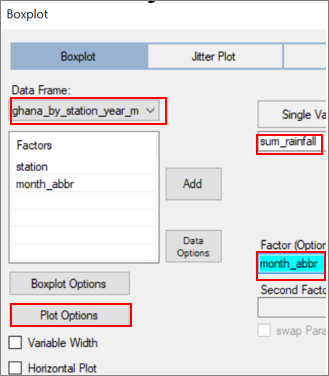 Boxplot
Boxplot
Jitter Plot
Data Frame:
ghana_by_station_year_m
Single Va
sum_rainfall
Factors
station
month_abbr
Add
Data
Options
Factor (Option
month_abbr
Boxplot Options
Second Facto
Plot Options
swap Para
Variable Width
Horizontal Plot